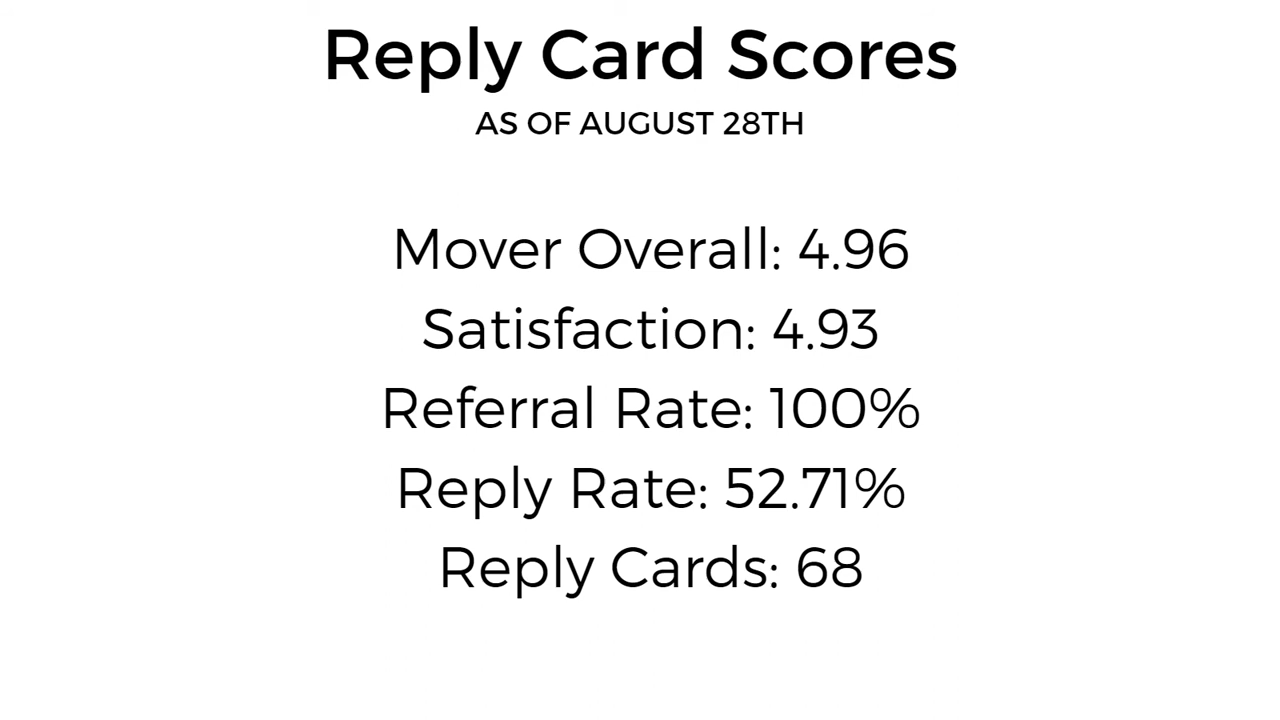 Reply Card Scores
AS OF AUGUST 28TH
Mover Overall: 4.96
Satisfaction: 4.93
Referral Rate: 100%
Reply Rate: 52.71%
Reply Cards: 68